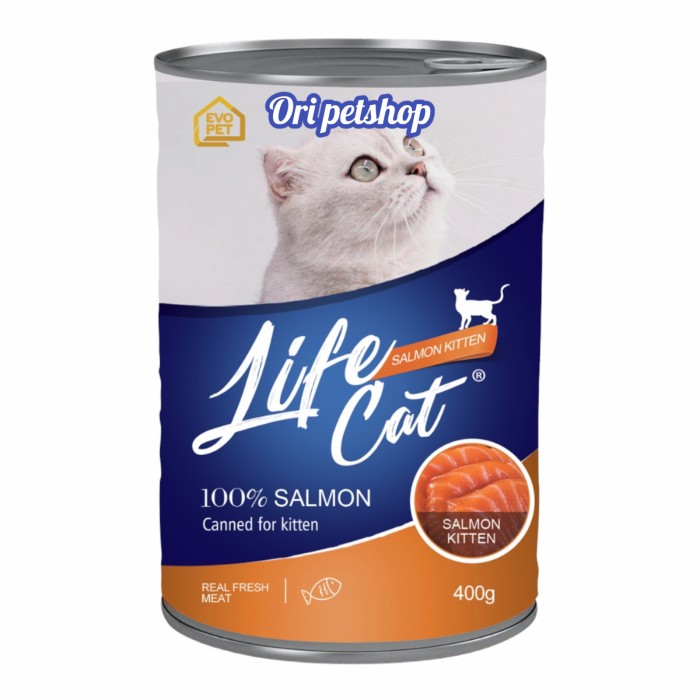 EVO
PET
Ori petshop
SALMON KITTEN
Life
Cat ®
100% SALMON
Canned for kitten
SALMON
KITTEN
REAL FRESH
MEAT
400g